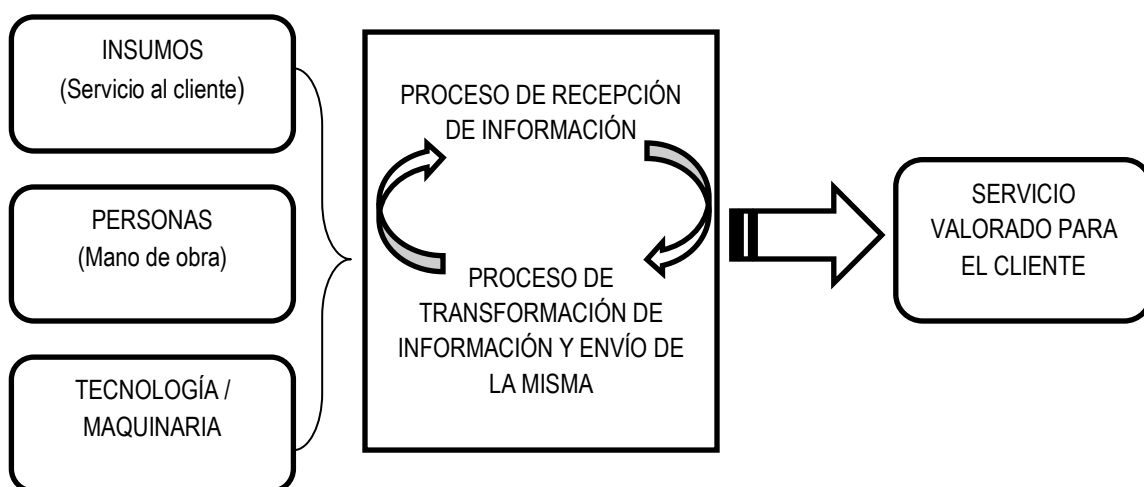 INSUMOS
(Servicio al cliente)
PERSONAS
(Mano de obra)
TECNOLOGÍA /
MAQUINARIA
PROCESO DE RECEPCIÓN
DE INFORMACIÓN
PROCESO DE
TRANSFORMACIÓN DE
INFORMACIÓN Y ENVÍO DE
LA MISMA
SERVICIO
VALORADO PARA
EL CLIENTE